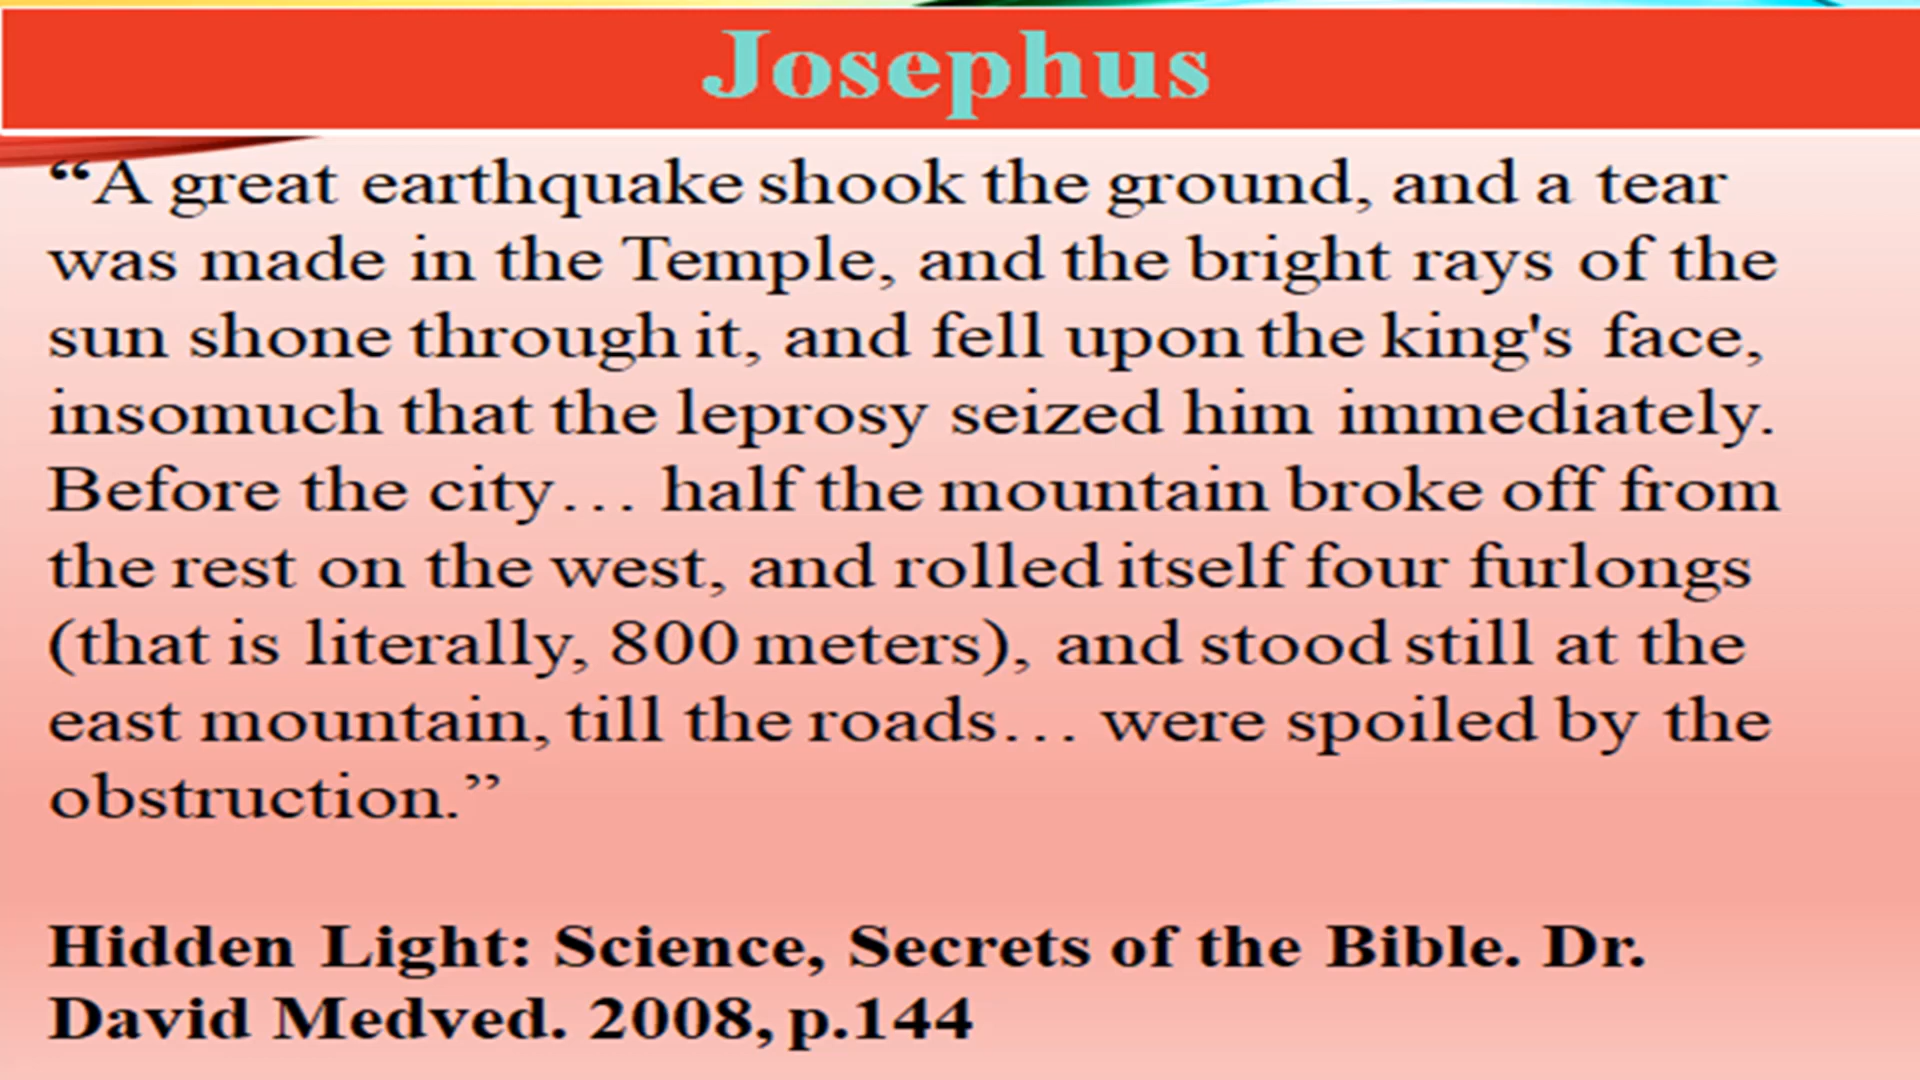 Josephus
“A great earthquake shook the ground, and a tear
was made in the Temple, and the bright rays of the
sun shone through it, and fell upon the king's face,
insomuch that the leprosy seized him immediately.
Before the city… half the mountain broke off from
the rest on the west, and rolled itself four furlongs
(that is literally, 800 meters), and stood still at the
east mountain, till the roads… were spoiled by the
obstruction.”
Hidden Light: Science, Secrets of the Bible. Dr.
David Medved. 2008, p.144